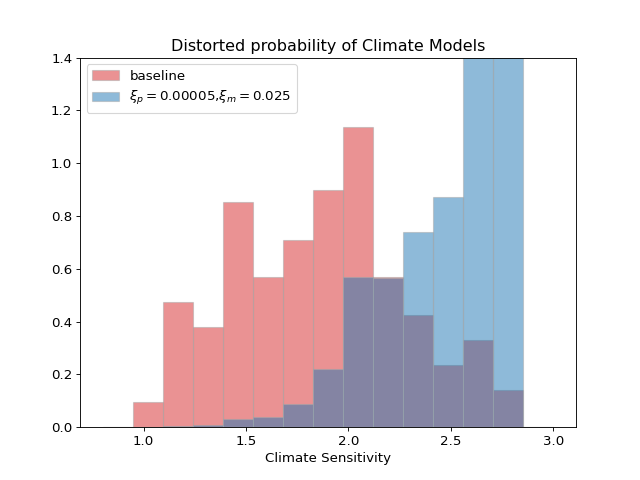 Distorted probability of Climate Models
baseline
ξp = 0.00005,ξm = 0.025
1.4
1.2
1.0
0.8
0.6
0.4
0.2
0.0
1.0 1.5 2.0 2.5 3.0
Climate Sensitivity